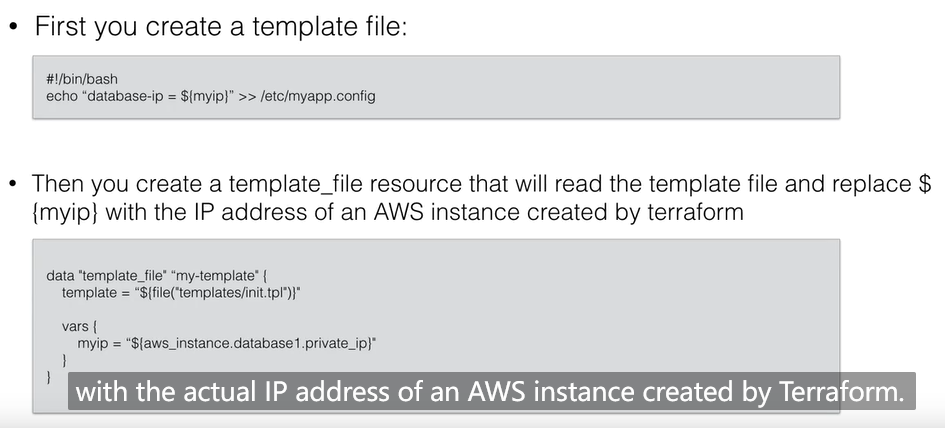 • First you create a template file:
#!/bin/bash
echo “database-ip = ${myip}” >> /etc/myapp.config
• Then you create a template_file resource that will read the template file and replace $
{myip} with the IP address of an AWS instance created by terraform
data "template_file" “my-template" {
template = “${file("templates/init.tpl")}"
vars {
myip = “${aws_instance.database1.private_ip}"
}
}
with the actual IP address of an AWS instance created by Terraform.